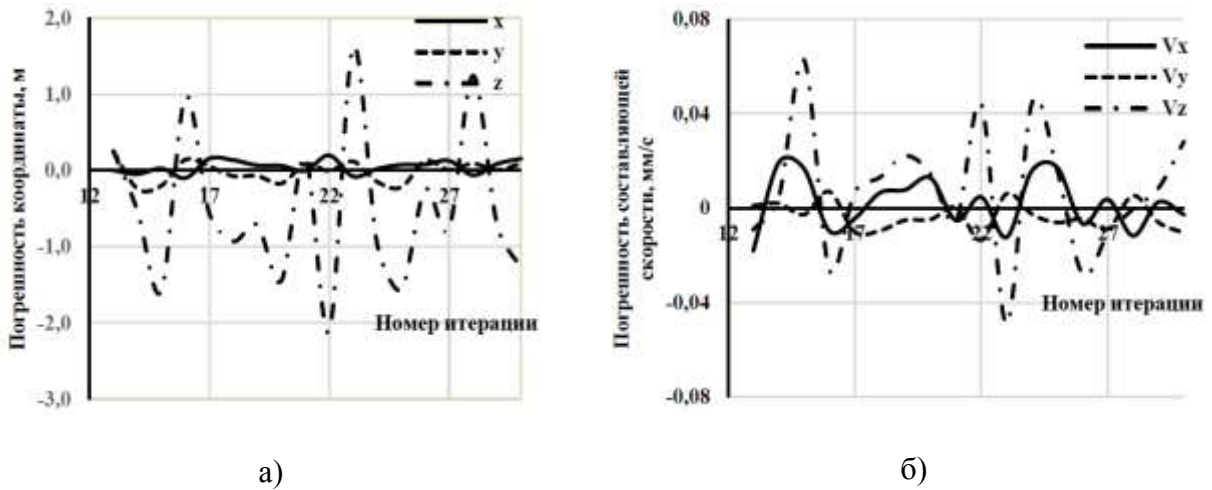 Погрешность координаты, м
2,0
1,0
0,0
-1,0
-2,0
-3,0
12
17
22
27
x
y
z
Номер итерации
а)
Погрешность составляющей
скорости, мм/с
0,08
0,04
0
-0,04
-0,08
12
17
22
27
Vx
Vy
Vz
Номер итерации
б)